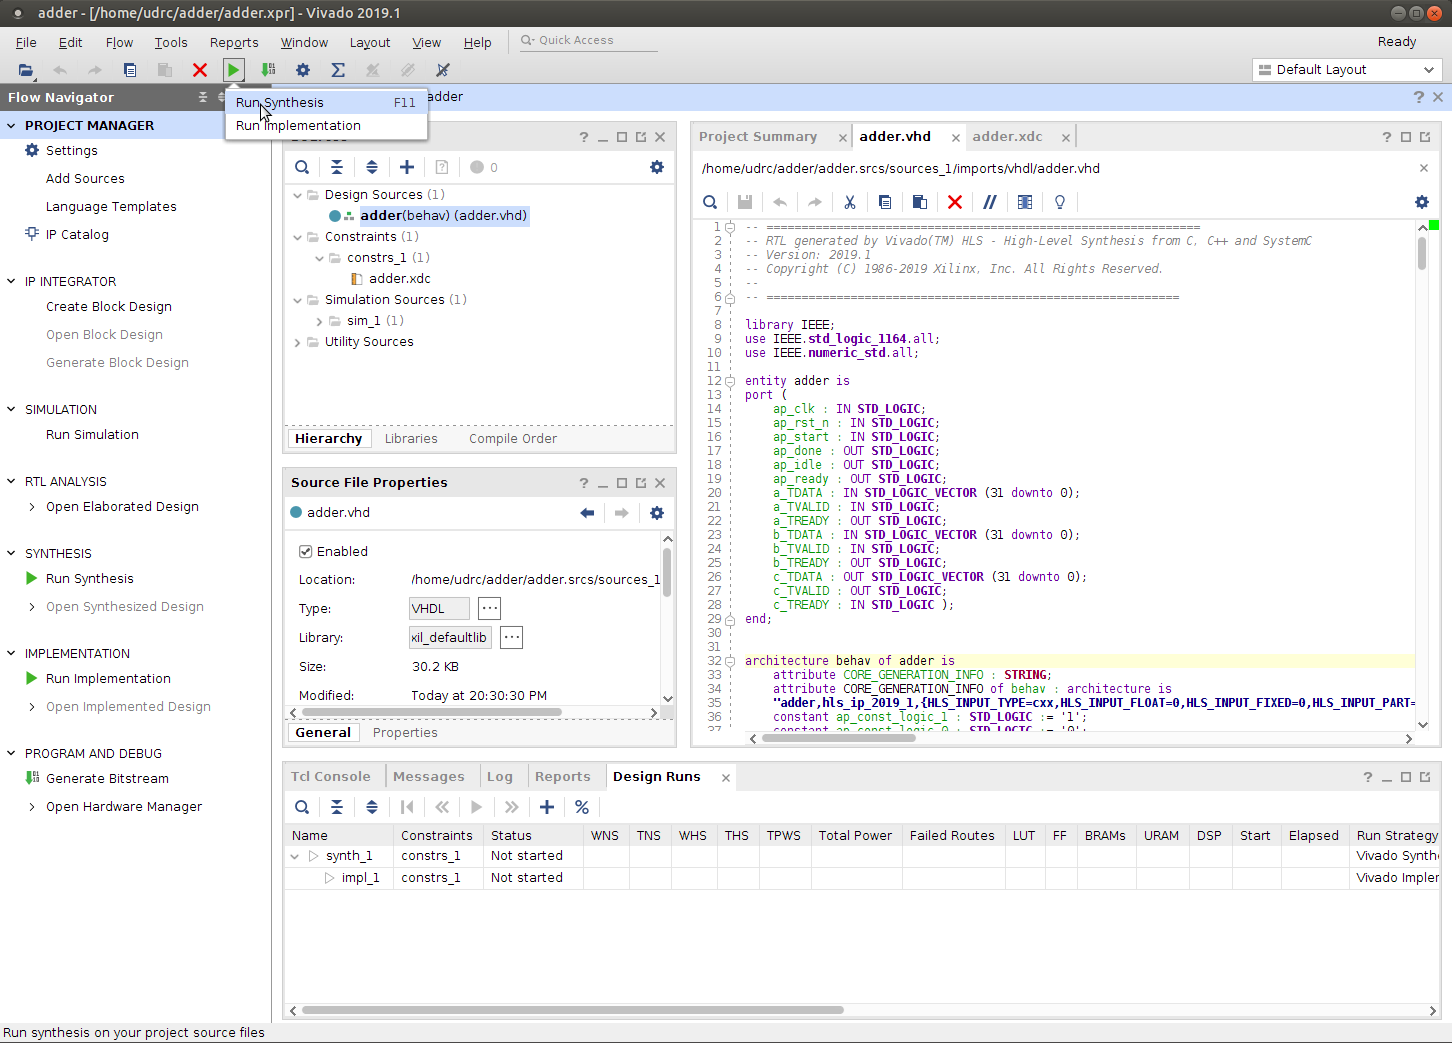 adder - [/home/udrc/adder/adder.xpr] - Vivado 2019.1
File Edit Flow Tools Reports Window Layout View Help Quick Access Ready
Default Layout
Flow Navigator
Run Synthesis F11
Run Implementation
adder
PROJECT MANAGER
Settings
Add Sources
Language Templates
IP Catalog
IP INTEGRATOR
Create Block Design
Open Block Design
Generate Block Design
SIMULATION
Run Simulation
RTL ANALYSIS
Open Elaborated Design
SYNTHESIS
Run Synthesis
Open Synthesized Design
IMPLEMENTATION
Run Implementation
Open Implemented Design
PROGRAM AND DEBUG
Generate Bitstream
Open Hardware Manager
Sources
0
Design Sources (1)
adder(behav) (adder.vhd)
Constraints (1)
constrs_1 (1)
adder.xdc
Simulation Sources (1)
sim_1 (1)
Utility Sources
Hierarchy Libraries Compile Order
Source File Properties
adder.vhd
Enabled
Location: /home/udrc/adder/adder.srcs/sources_1
Type: VHDL ...
Library: xil_defaultlib ...
Size: 30.2 KB
Modified: Today at 20:30:30 PM
General Properties
Project Summary adder.vhd adder.xdc
/home/udrc/adder/adder.srcs/sources_1/imports/vhdl/adder.vhd
1 -- ==============================================================
2 -- RTL generated by Vivado(TM) HLS - High-Level Synthesis from C, C++ and SystemC
3 -- Version: 2019.1
4 -- Copyright (C) 1986-2019 Xilinx, Inc. All Rights Reserved.
5 --
6 -- ===========================================================
7
8 library IEEE;
9 use IEEE.std_logic_1164.all;
10 use IEEE.numeric_std.all;
11
12 entity adder is
13 port (
14 ap_clk : IN STD_LOGIC;
15 ap_rst_n : IN STD_LOGIC;
16 ap_start : IN STD_LOGIC;
17 ap_done : OUT STD_LOGIC;
18 ap_idle : OUT STD_LOGIC;
19 ap_ready : OUT STD_LOGIC;
20 a_TDATA : IN STD_LOGIC_VECTOR (31 downto 0);
21 a_TVALID : IN STD_LOGIC;
22 a_TREADY : OUT STD_LOGIC;
23 b_TDATA : IN STD_LOGIC_VECTOR (31 downto 0);
24 b_TVALID : IN STD_LOGIC;
25 b_TREADY : OUT STD_LOGIC;
26 c_TDATA : OUT STD_LOGIC_VECTOR (31 downto 0);
27 c_TVALID : OUT STD_LOGIC;
28 c_TREADY : IN STD_LOGIC );
29 end;
30
31
32 architecture behav of adder is
33 attribute CORE_GENERATION_INFO : STRING;
34 attribute CORE_GENERATION_INFO of behav : architecture is
35 "adder,hls_ip_2019_1,{HLS_INPUT_TYPE=cxx,HLS_INPUT_FLOAT=0,HLS_INPUT_FIXED=0,HLS_INPUT_PART=
36 constant ap_const_logic_1 : STD_LOGIC := '1';
37 constant ap_const_logic_0 : STD_LOGIC := '0';
Tcl Console Messages Log Reports Design Runs
Name Constraints Status WNS TNS WHS THS TPWS Total Power Failed Routes LUT FF BRAMs URAM DSP Start Elapsed Run Strategy
synth_1 constrs_1 Not started Vivado Synth
impl_1 constrs_1 Not started Vivado Impler
Run synthesis on your project source files